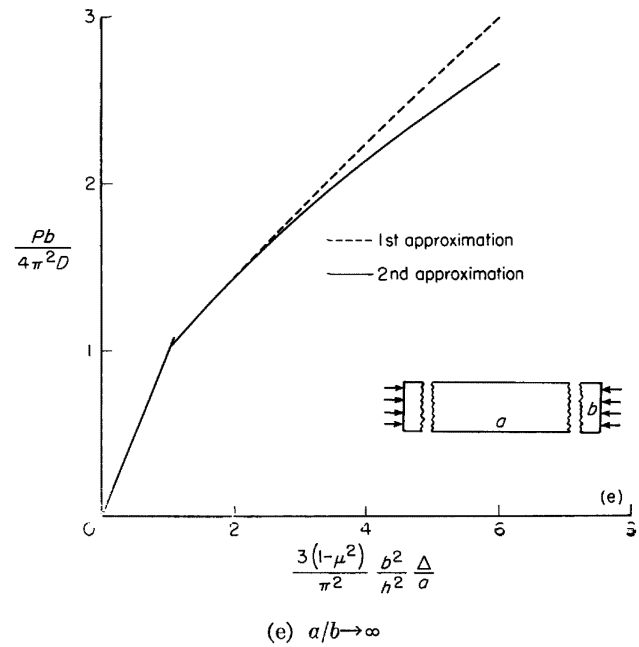 3
2
1
Pb
4π²D
---- 1st approximation
—— 2nd approximation
a
b
(e)
0 2 4 6 8
3(1-μ²) b² Δ
π² h² a
(e) a/b→∞